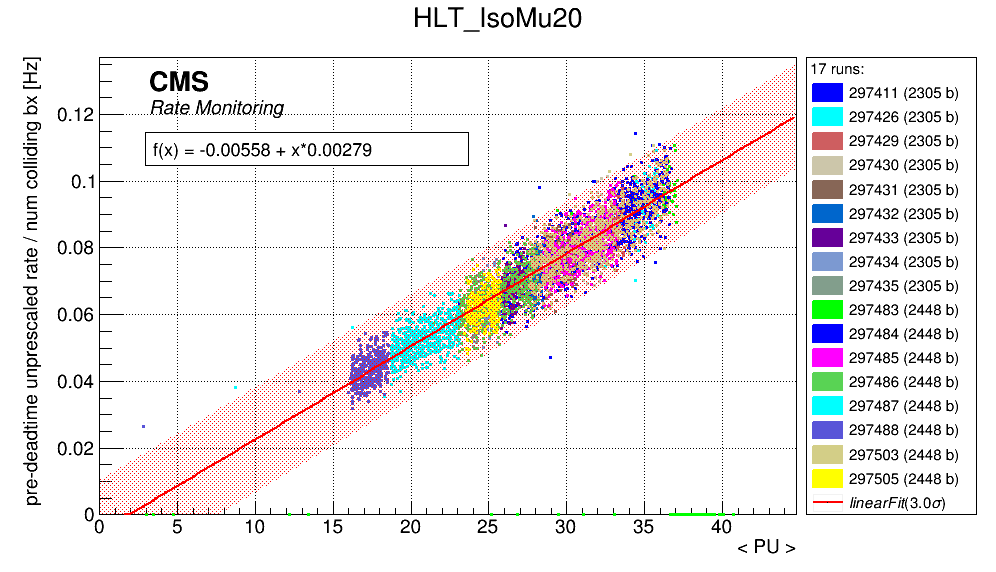 HLT_IsoMu20
pre-deadtime unprescaled rate / num colliding bx [Hz]
CMS
Rate Monitoring
f(x) = -0.00558 + x*0.00279
0.12
0.1
0.08
0.06
0.04
0.02
0
0 5 10 15 20 25 30 35 40
< PU >
17 runs:
297411 (2305 b)
297426 (2305 b)
297429 (2305 b)
297430 (2305 b)
297431 (2305 b)
297432 (2305 b)
297433 (2305 b)
297434 (2305 b)
297435 (2305 b)
297483 (2448 b)
297484 (2448 b)
297485 (2448 b)
297486 (2448 b)
297487 (2448 b)
297488 (2448 b)
297503 (2448 b)
297505 (2448 b)
linearFit(3.0σ)